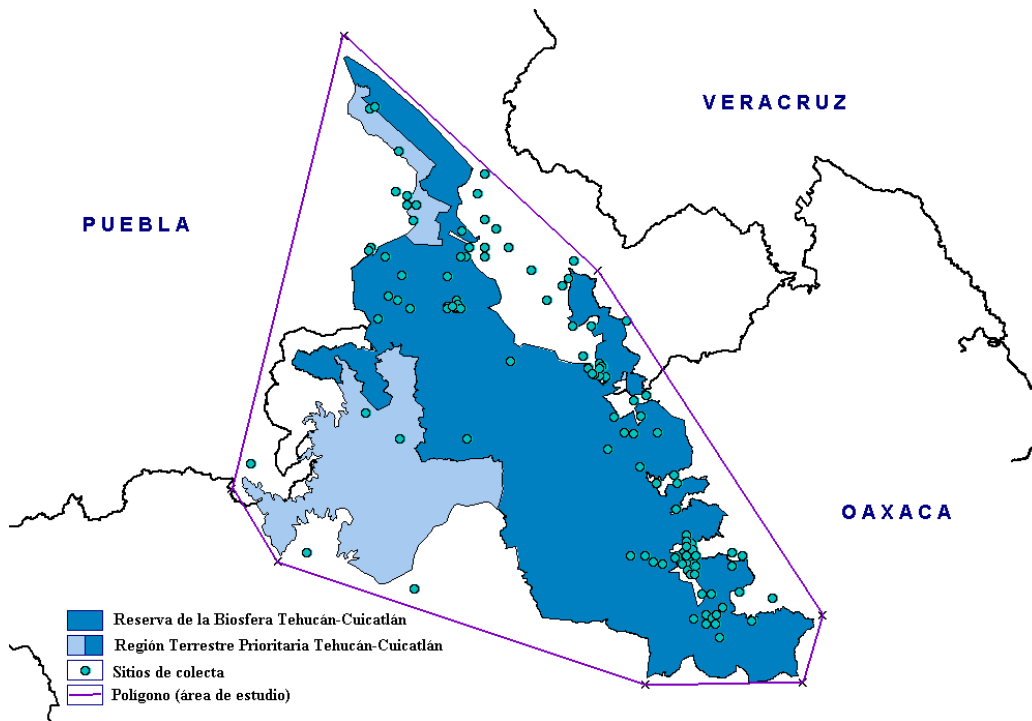 VERACRUZ
PUEBLA
OAXACA
Reserva de la Biosfera Tehucán-Cuicatlán
Región Terrestre Prioritaria Tehucán-Cuicatlán
Sitios de colecta
Polígono (área de estudio)